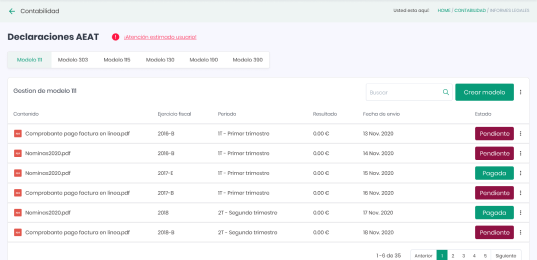 Contabilidad
Usted esta aquí HOME / CONTABILIDAD / INFORMES LEGALES
Declaraciones AEAT ¡Atención estimado usuario!
Modelo 111 Modelo 303 Modelo 115 Modelo 130 Modelo 190 Modelo 390
Gestion de modelo 111 Buscar Crear modelo
Contenido Ejercicio fiscal Periodo Resultado Fecha de envío Estado
Comprobante pago factura en linea.pdf 2016-B 1T - Primer trimestre 0.00 € 13 Nov. 2020 Pendiente
Nominas2020.pdf 2018-B 1T - Primer trimestre 0.00 € 14 Nov. 2020 Pendiente
Nominas2020.pdf 2017-E 1T - Primer trimestre 0.00 € 15 Nov. 2020 Pagada
Comprobante pago factura en linea.pdf 2017-B 1T - Primer trimestre 0.00 € 16 Nov. 2020 Pendiente
Nominas2020.pdf 2018 2T - Segundo trimestre 0.00 € 17 Nov. 2020 Pagada
Comprobante pago factura en linea.pdf 2018-B 2T - Segundo trimestre 0.00 € 18 Nov. 2020 Pendiente
1-6 de 35 Anterior 1 2 3 4 5 Siguiente